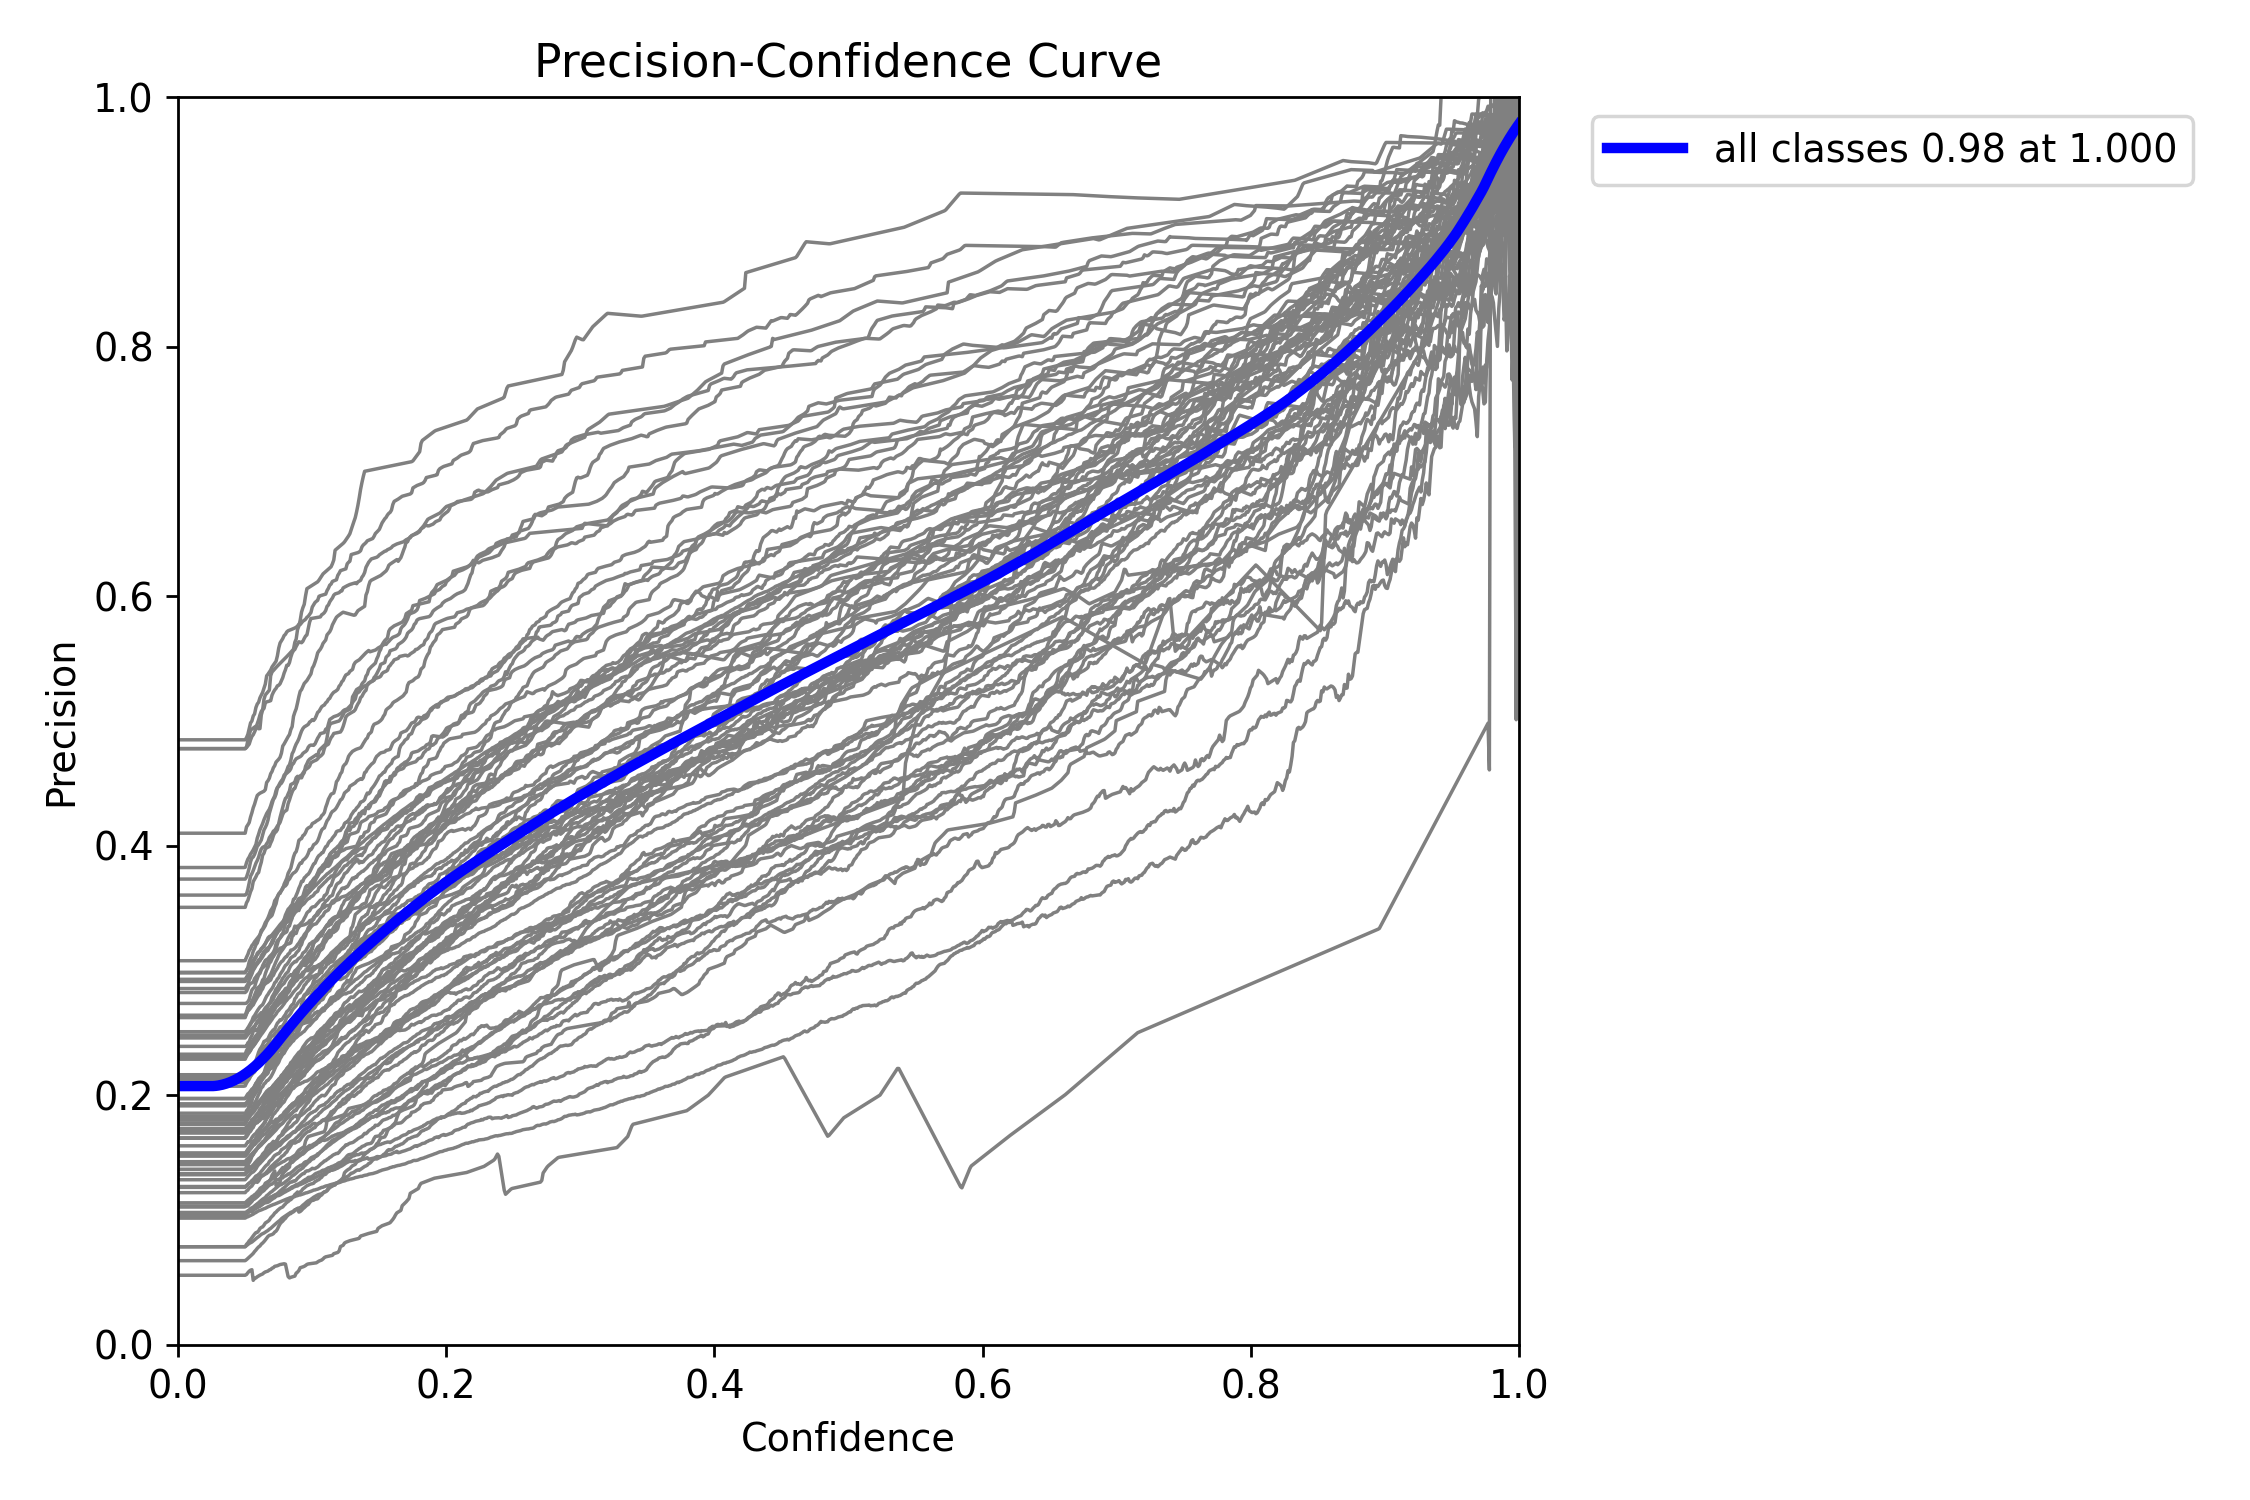 Precision-Confidence Curve
all classes 0.98 at 1.000
Precision
1.0
0.8
0.6
0.4
0.2
0.0
0.0 0.2 0.4 0.6 0.8 1.0
Confidence